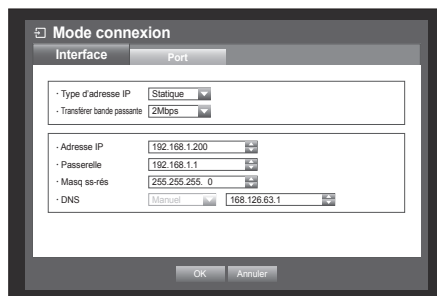 Mode connexion
Interface Port
· Type d'adresse IP Statique
· Transférer bande passante 2Mbps
· Adresse IP 192.168.1.200
· Passerelle 192.168.1.1
· Masq ss-rés 255.255.255. 0
· DNS Manuel 168.126.63.1
OK Annuler